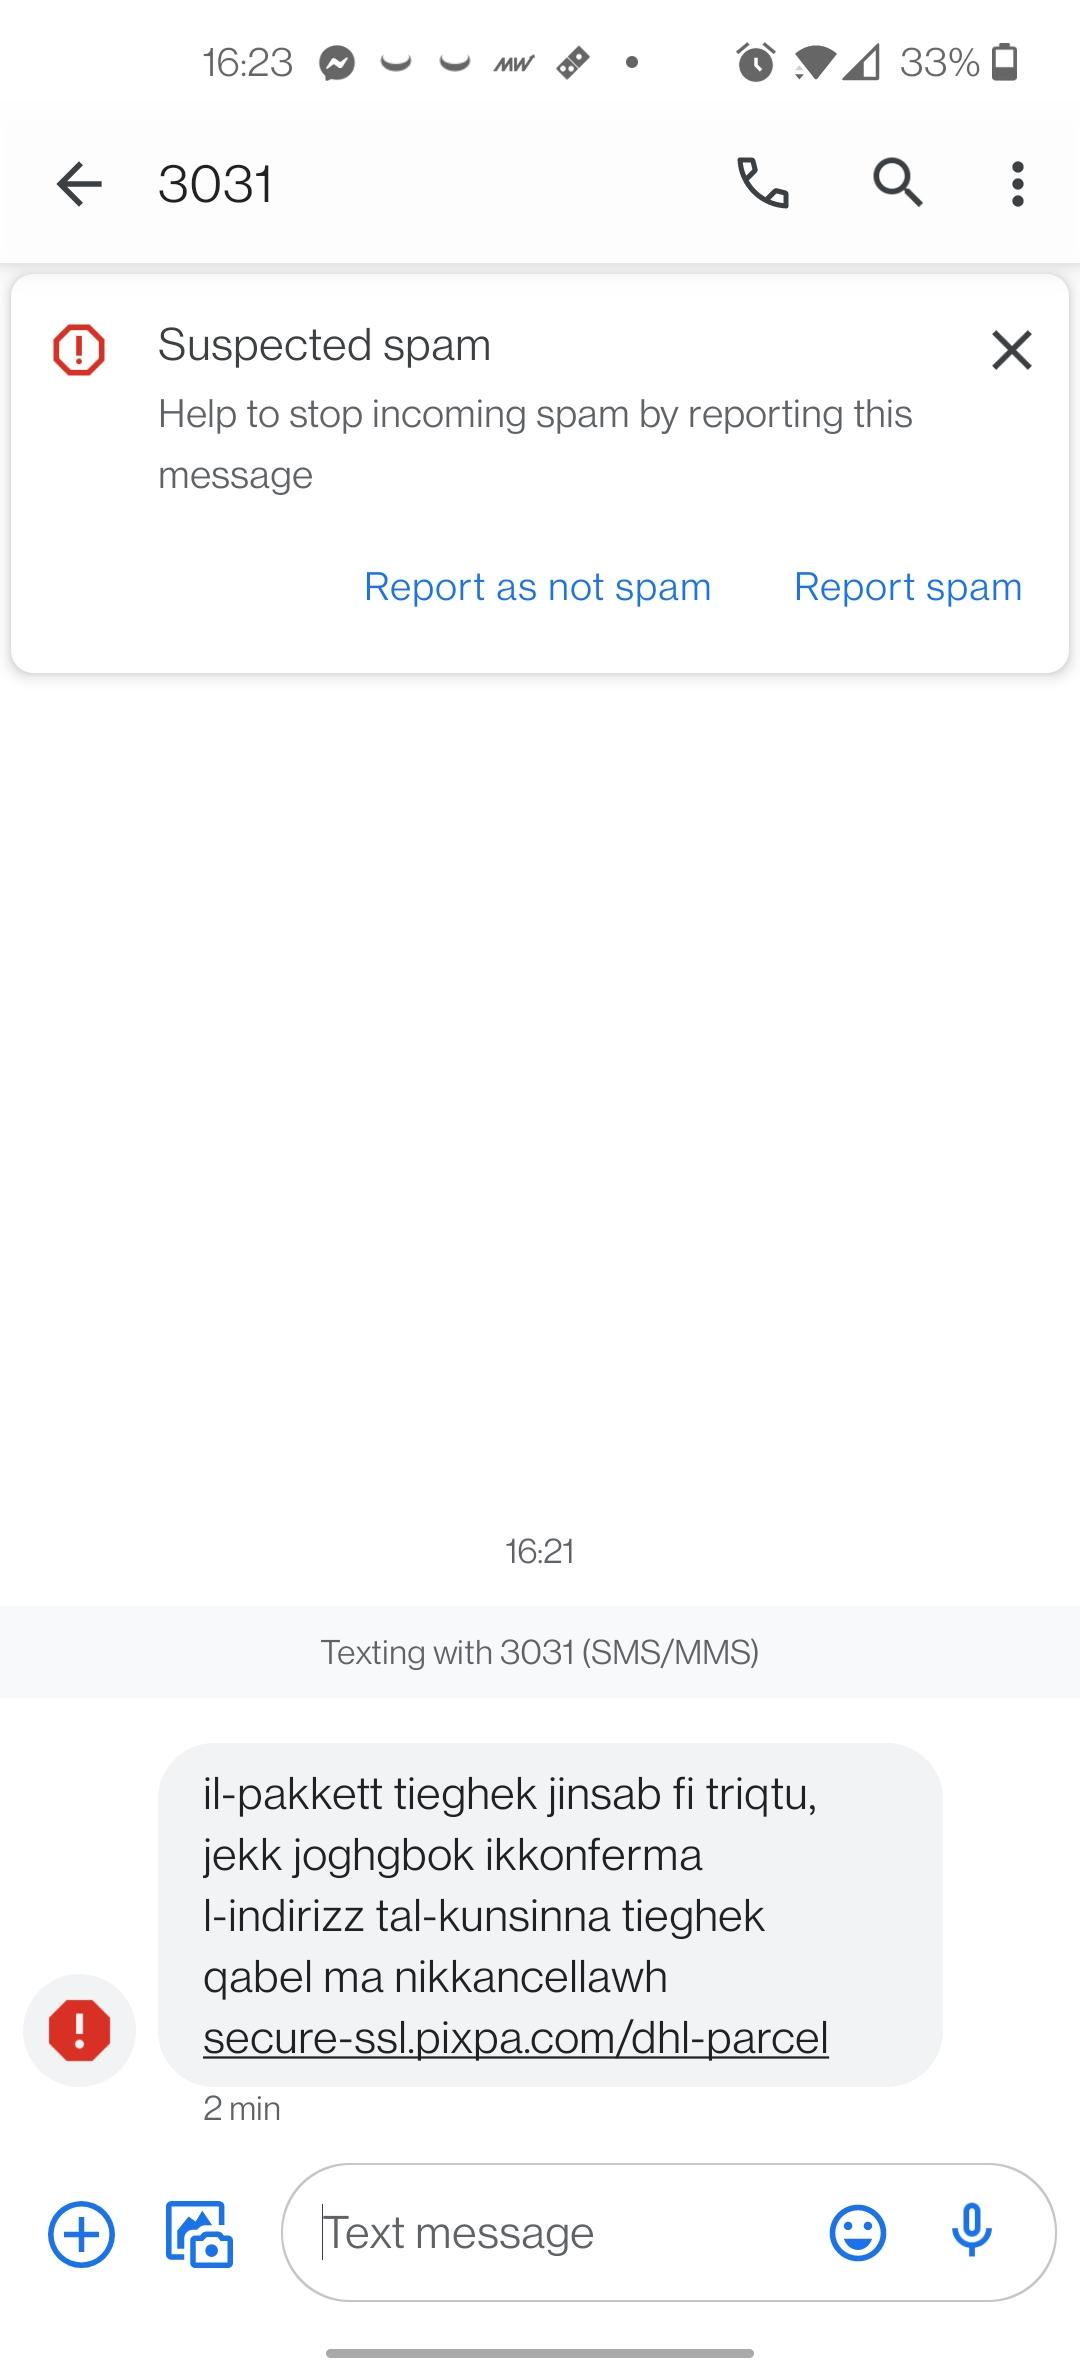 16:23 MW 33%
3031
Suspected spam
Help to stop incoming spam by reporting this
message
Report as not spam Report spam
16:21
Texting with 3031 (SMS/MMS)
il-pakkett tieghek jinsab fi triqtu,
jekk joghgbok ikkonferma
l-indirizz tal-kunsinna tieghek
qabel ma nikkancellawh
secure-ssl.pixpa.com/dhl-parcel
2 min
Text message